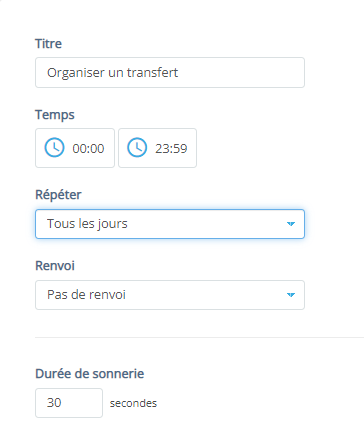 Titre
Organiser un transfert
Temps
00:00 23:59
Répéter
Tous les jours
Renvoi
Pas de renvoi
Durée de sonnerie
30 secondes